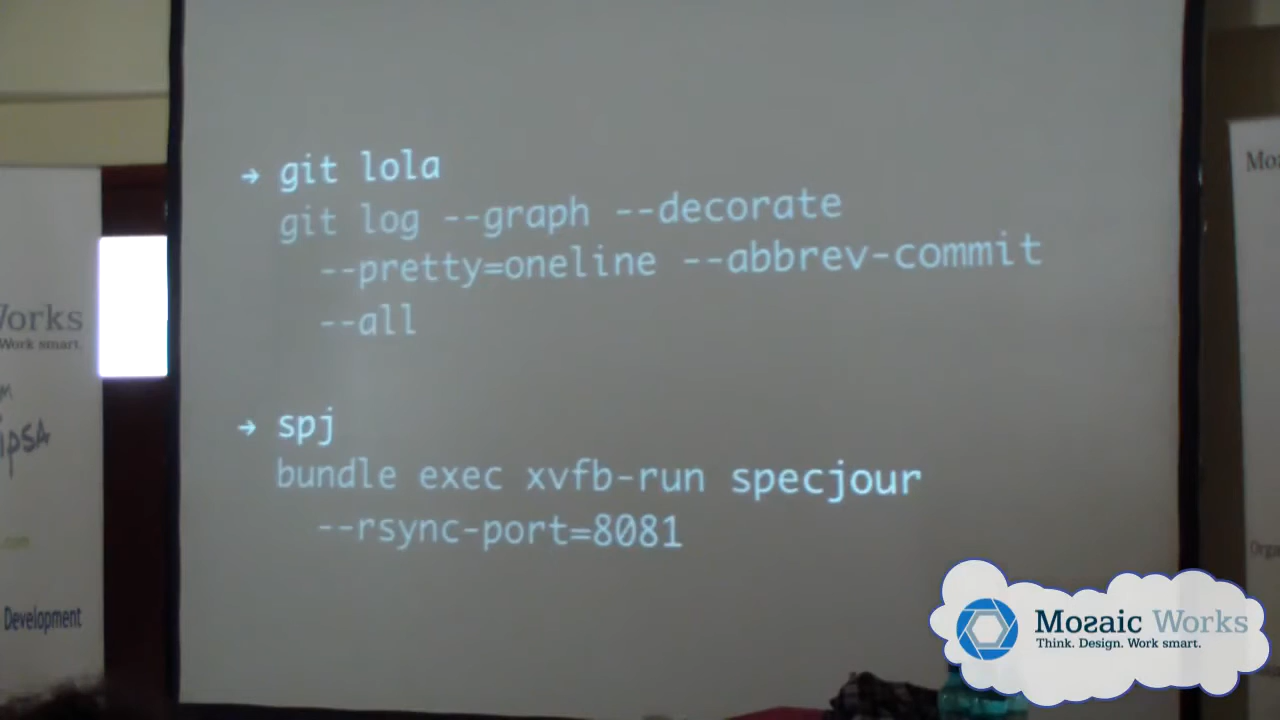 → git lola
git log --graph --decorate
--pretty=oneline --abbrev-commit
--all
→ spj
bundle exec xvfb-run specjour
--rsync-port=8081
Works
Work smart.
Development
Mozaic Works
Think. Design. Work smart.